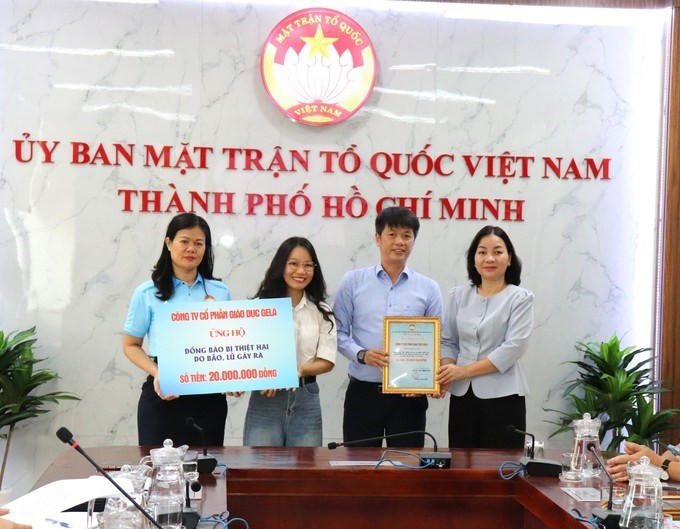 MẶT TRẬN TỔ QUỐC
VIỆT NAM
ỦY BAN MẶT TRẬN TỔ QUỐC VIỆT NAM
THÀNH PHỐ HỒ CHÍ MINH
CÔNG TY CỔ PHẦN GIÁO DỤC GELA
ỦNG HỘ
ĐỒNG BÀO BỊ THIỆT HẠI
DO BÃO, LŨ GÂY RA
SỐ TIỀN: 20.000.000 ĐỒNG